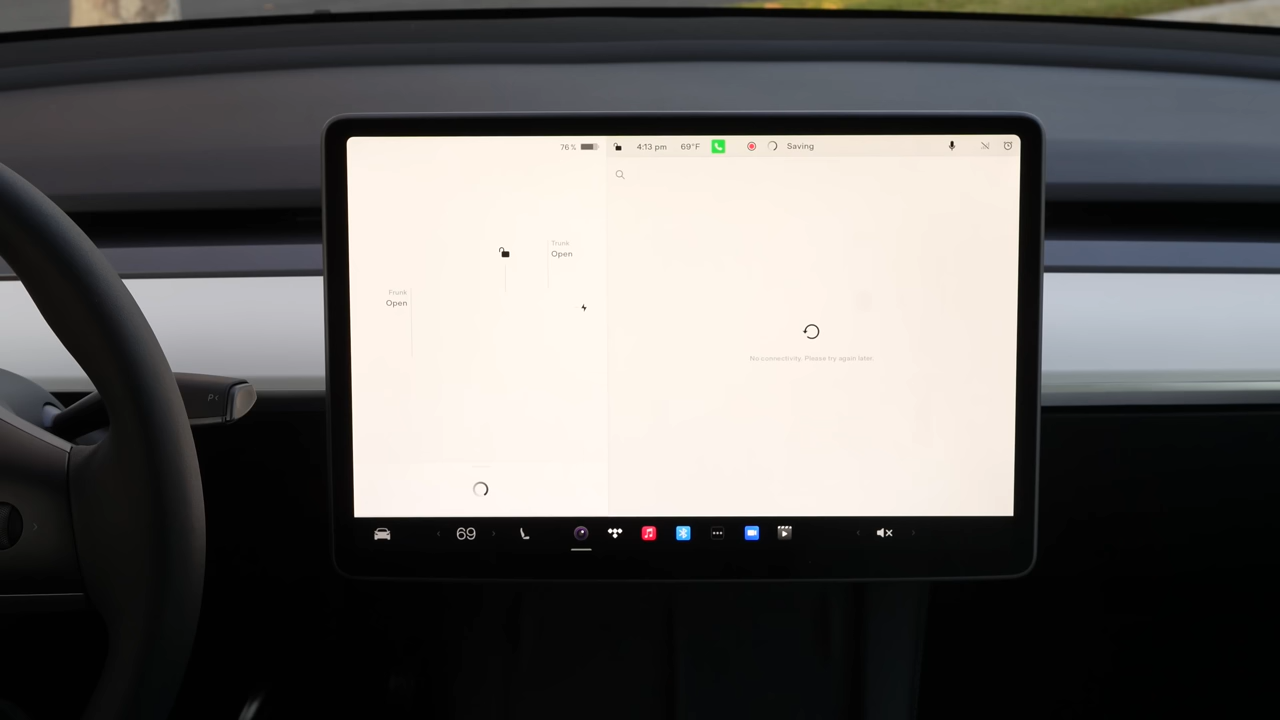 76 % 4:13 pm 69°F Saving
Trunk
Open
Frunk
Open
No connectivity. Please try again later.
P
69